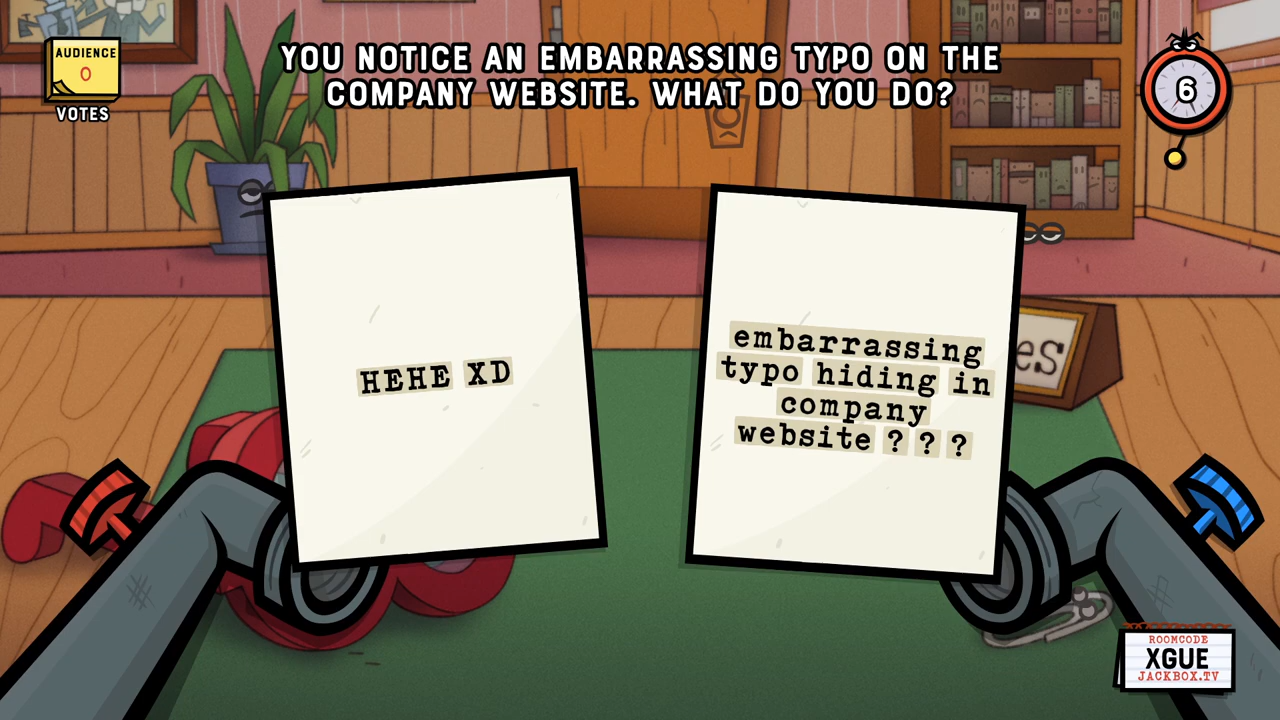 AUDIENCE
0
VOTES
YOU NOTICE AN EMBARRASSING TYPO ON THE
COMPANY WEBSITE. WHAT DO YOU DO?
6
HEHE XD
embarrassing
typo hiding in
company
website ? ? ?
es
ROOMCODE
XGUE
JACKBOX.TV